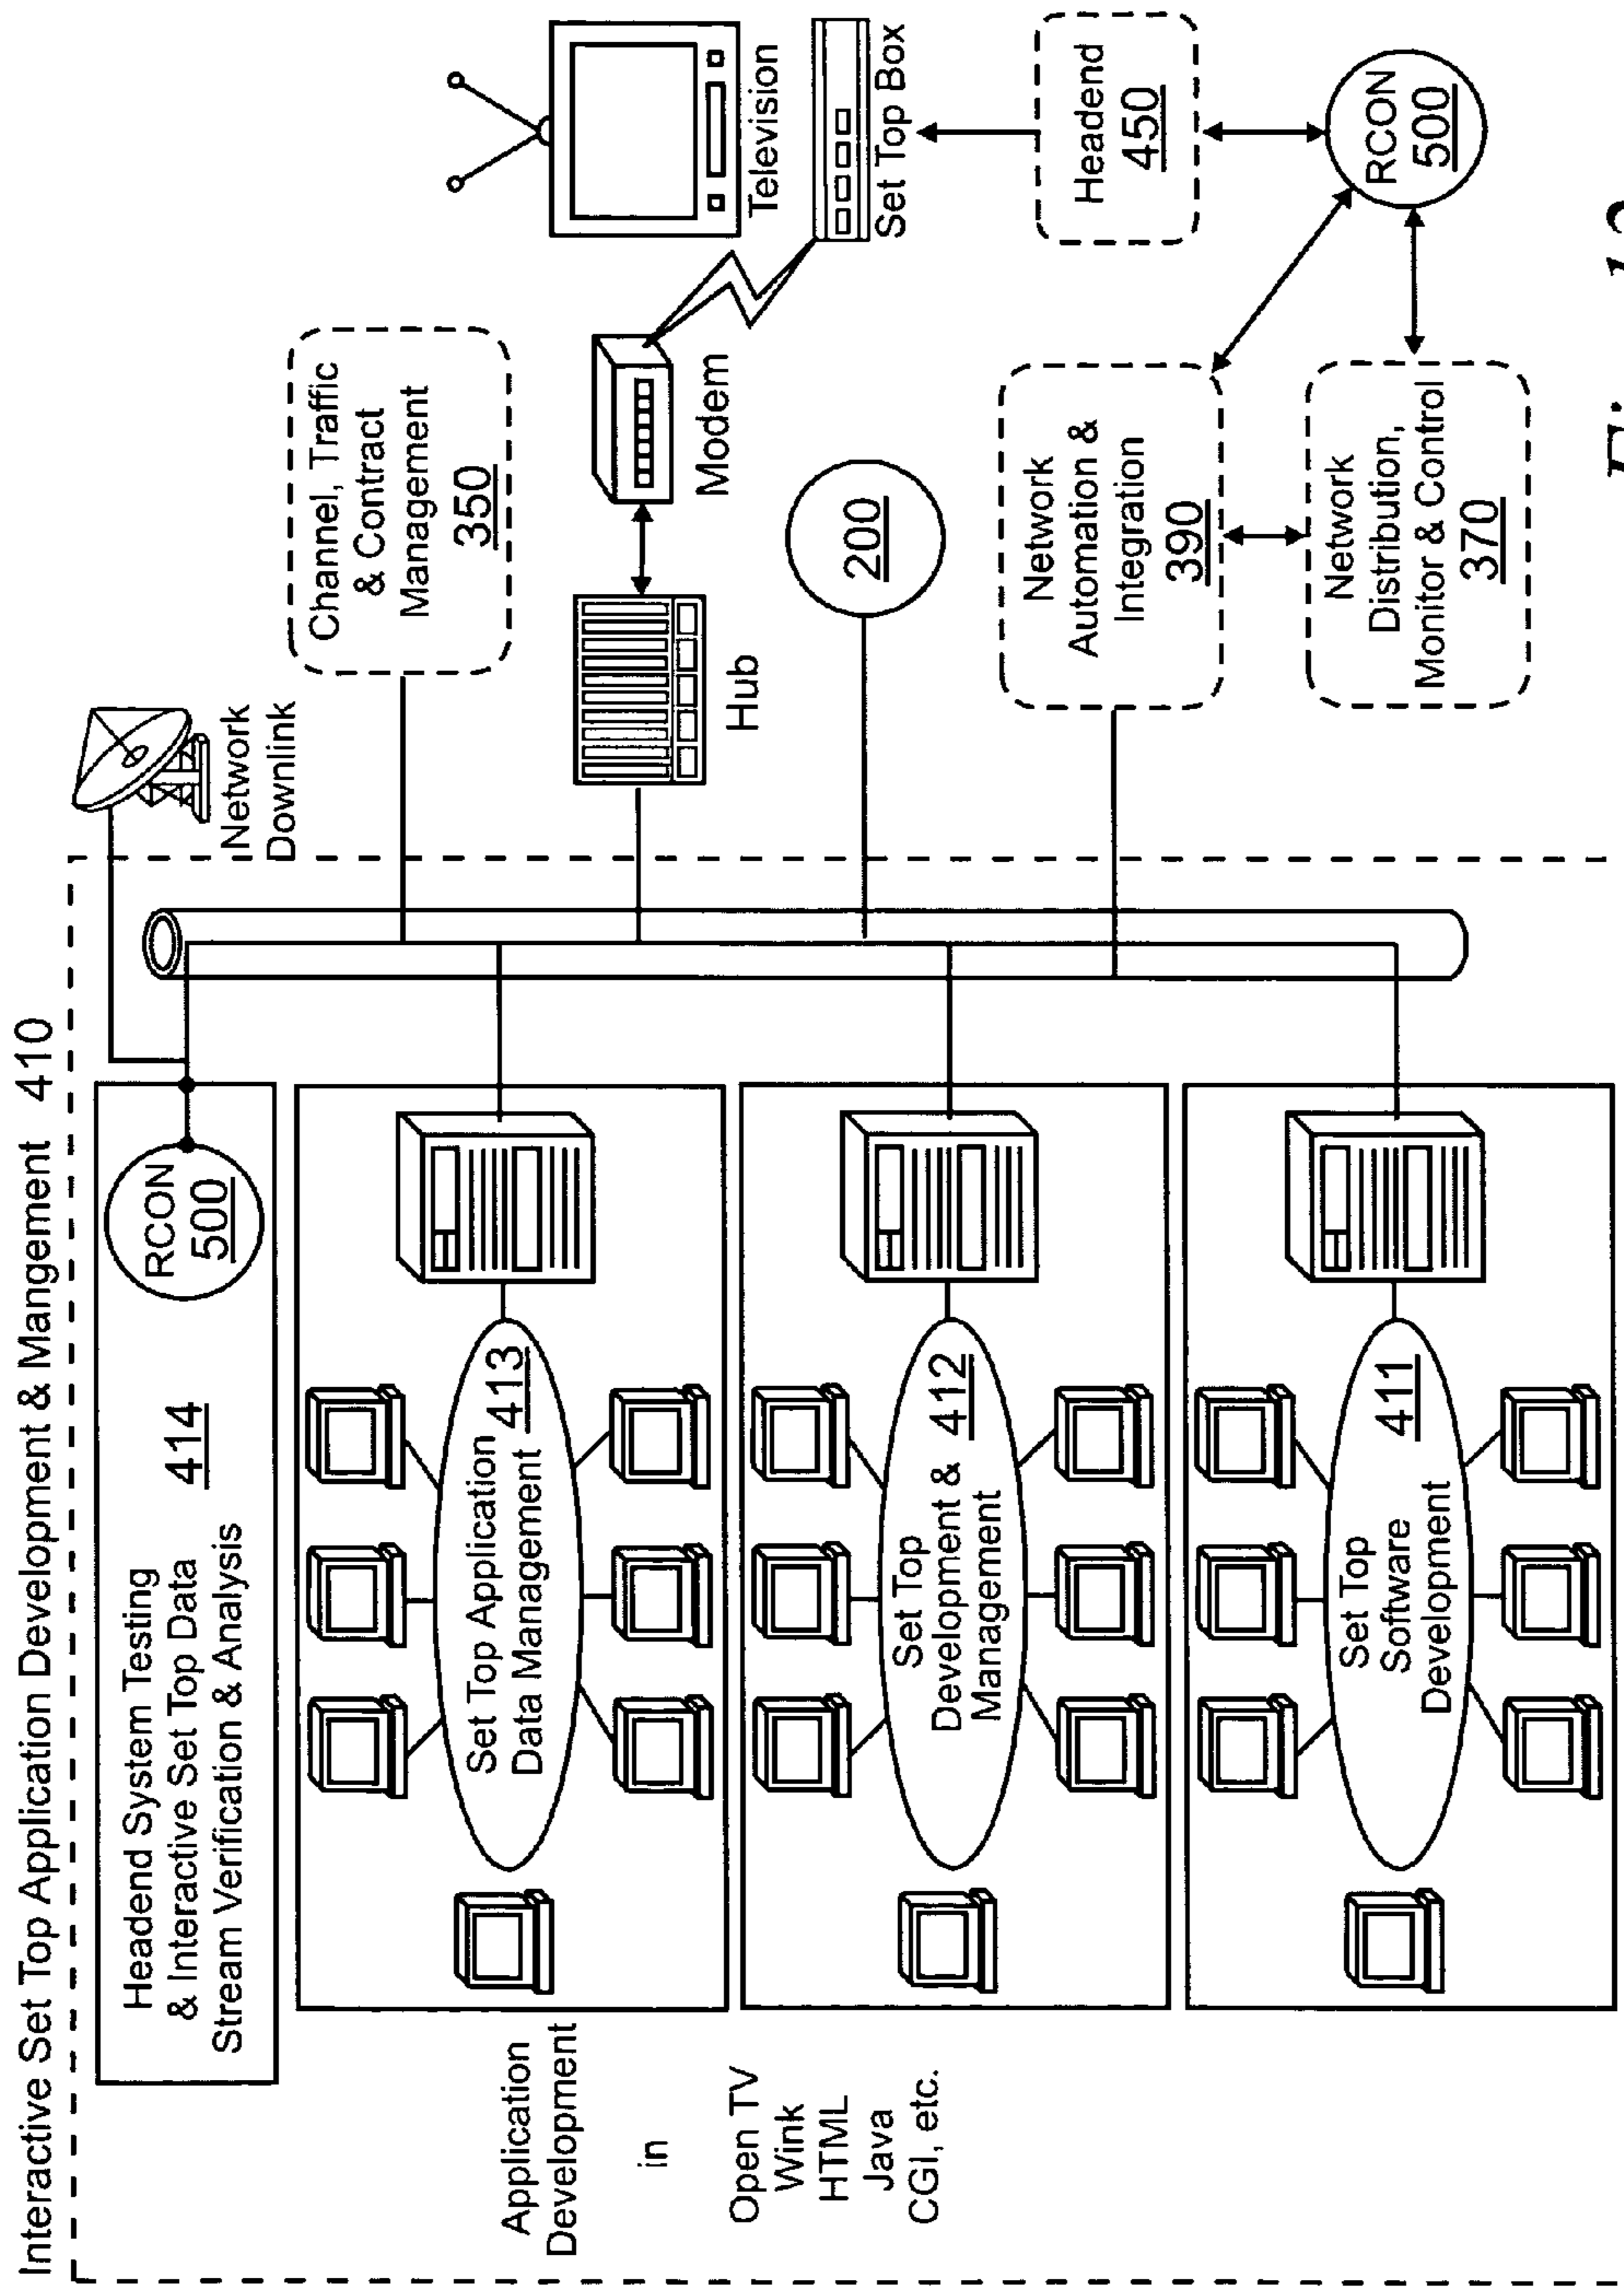 Interactive Set Top Application Development & Mangement 410
Headend System Testing
& Interactive Set Top Data
Stream Verification & Analysis
414
RCON
500
Network
Downlink
Application
Development
in
Open TV
Wink
HTML
Java
CGI, etc.
Set Top Application
Data Management
413
Set Top
Development &
Management
412
Set Top
Software
Development
411
Channel, Traffic
& Contract
Management
350
Hub
Modem
Television
Set Top Box
200
Network
Automation &
Integration
390
Network
Distribution,
Monitor & Control
370
Headend
450
RCON
500